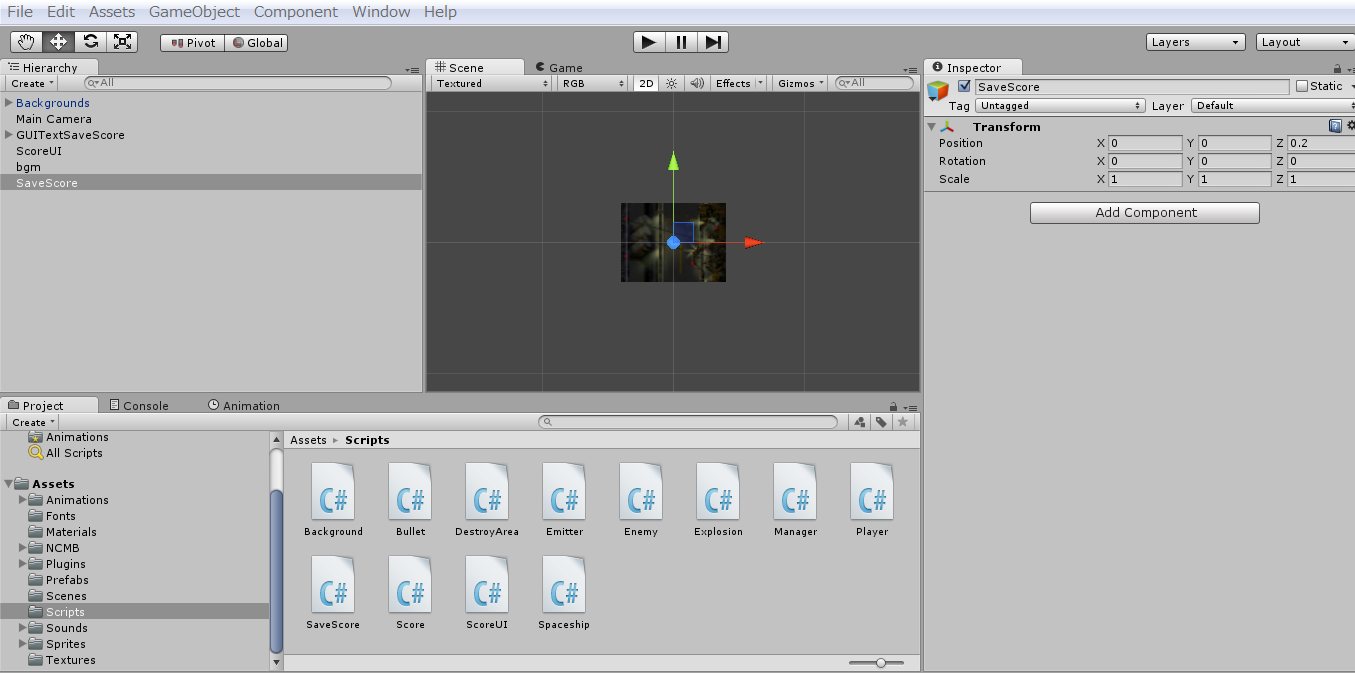 File Edit Assets GameObject Component Window Help
Pivot Global Layers Layout
Hierarchy
Create All
Backgrounds
Main Camera
GUITextSaveScore
ScoreUI
bgm
SaveScore
Scene Game
Textured RGB 2D Effects Gizmos All
Inspector
SaveScore Static
Tag Untagged Layer Default
Transform
Position X 0 Y 0 Z 0.2
Rotation X 0 Y 0 Z 0
Scale X 1 Y 1 Z 1
Add Component
Project Console Animation
Create
Animations
All Scripts
Assets
Animations
Fonts
Materials
NCMB
Plugins
Prefabs
Scenes
Scripts
Sounds
Sprites
Textures
Assets Scripts
C# C# C# C# C# C# C# C#
Background Bullet DestroyArea Emitter Enemy Explosion Manager Player
C# C# C# C#
SaveScore Score ScoreUI Spaceship